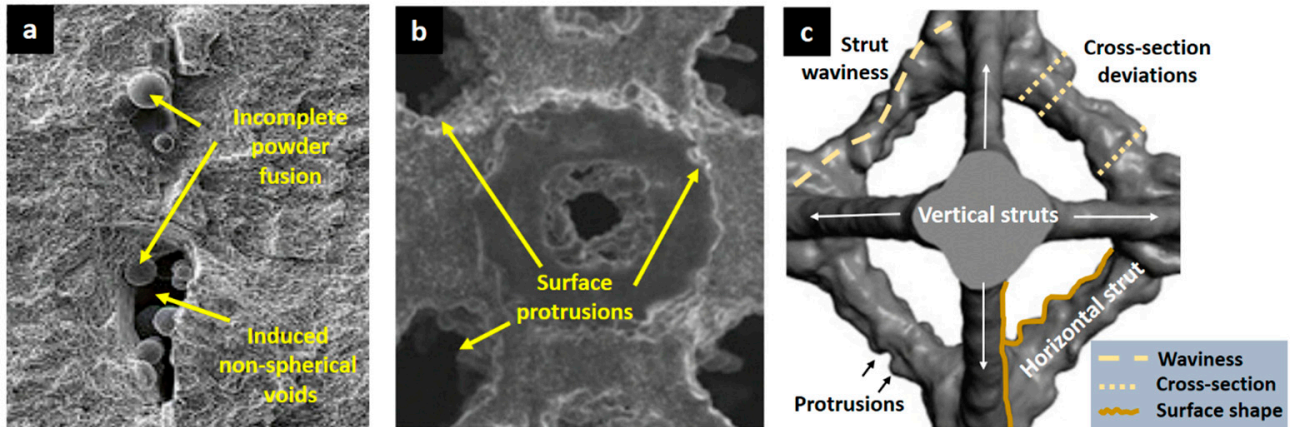 a
Incomplete
powder
fusion
Induced
non-spherical
voids
b
Surface
protrusions
c
Strut
waviness
Cross-section
deviations
Vertical struts
Horizontal strut
Protrusions
Waviness
Cross-section
Surface shape